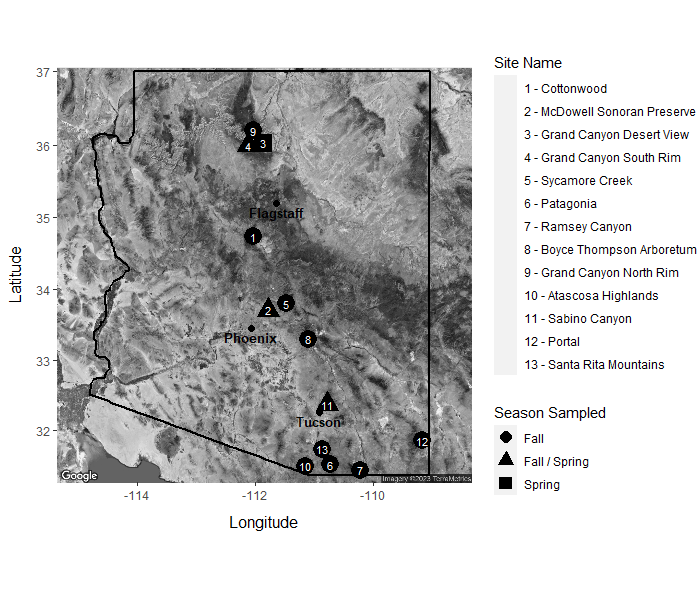 Site Name
1 - Cottonwood
2 - McDowell Sonoran Preserve
3 - Grand Canyon Desert View
4 - Grand Canyon South Rim
5 - Sycamore Creek
6 - Patagonia
7 - Ramsey Canyon
8 - Boyce Thompson Arboretum
9 - Grand Canyon North Rim
10 - Atascosa Highlands
11 - Sabino Canyon
12 - Portal
13 - Santa Rita Mountains
Season Sampled
Fall
Fall / Spring
Spring
Latitude
37
36
35
34
33
32
9
4 3
Flagstaff
1
2 5
Phoenix
8
11
Tucson
12
13
10 6 7
Google
Imagery ©2023 TerraMetrics
-114 -112 -110
Longitude